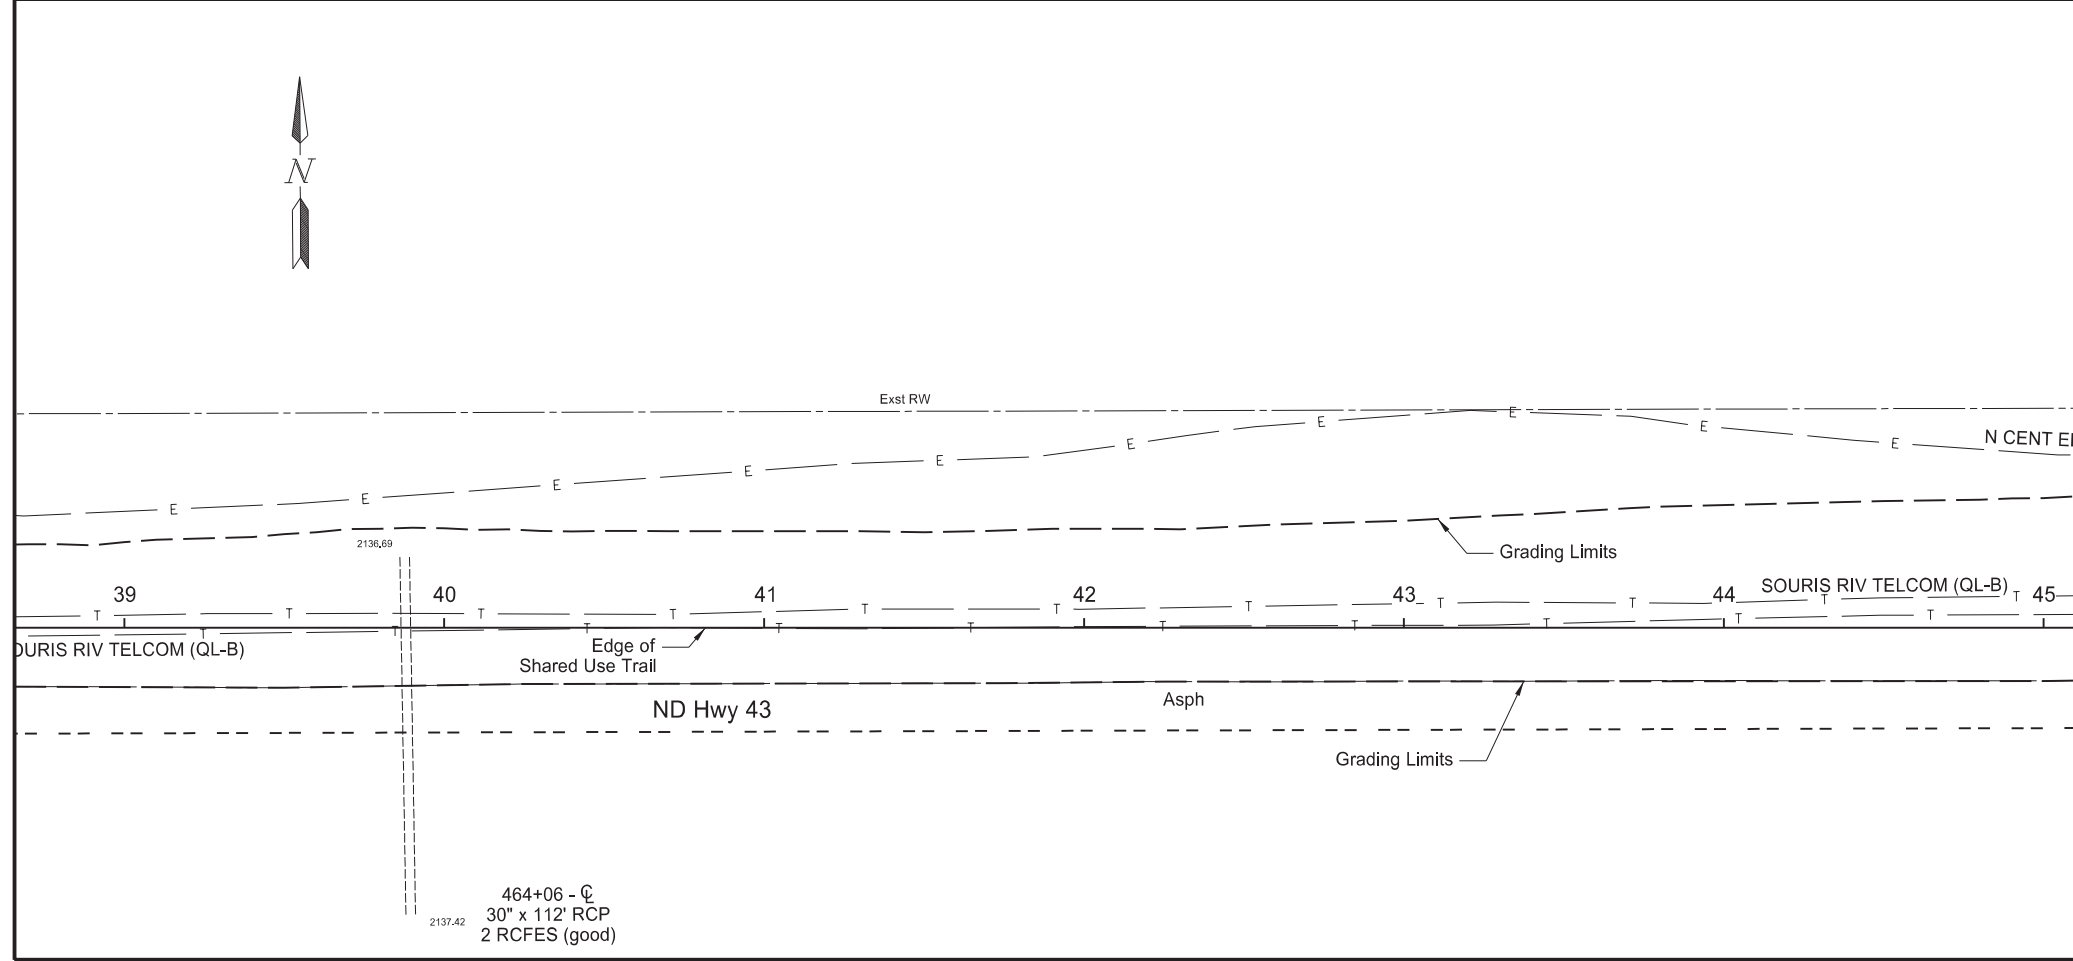 N
Exst RW
E E E E E E E E E E
N CENT
2136.69
Grading Limits
39 40 41 42 43 44 45
SOURIS RIV TELCOM (QL-B)
T T T T T T T T T T T
T T T T T T T T T T
OURIS RIV TELCOM (QL-B)
Edge of
Shared Use Trail
ND Hwy 43
Asph
Grading Limits
464+06 - ℄
30" x 112' RCP
2 RCFES (good)
2137.42